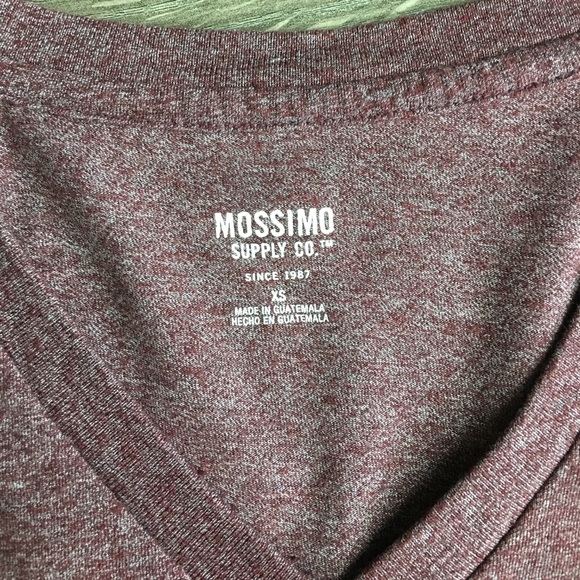 MOSSIMO
SUPPLY CO.™
SINCE 1987
XS
MADE IN GUATEMALA
HECHO EN GUATEMALA